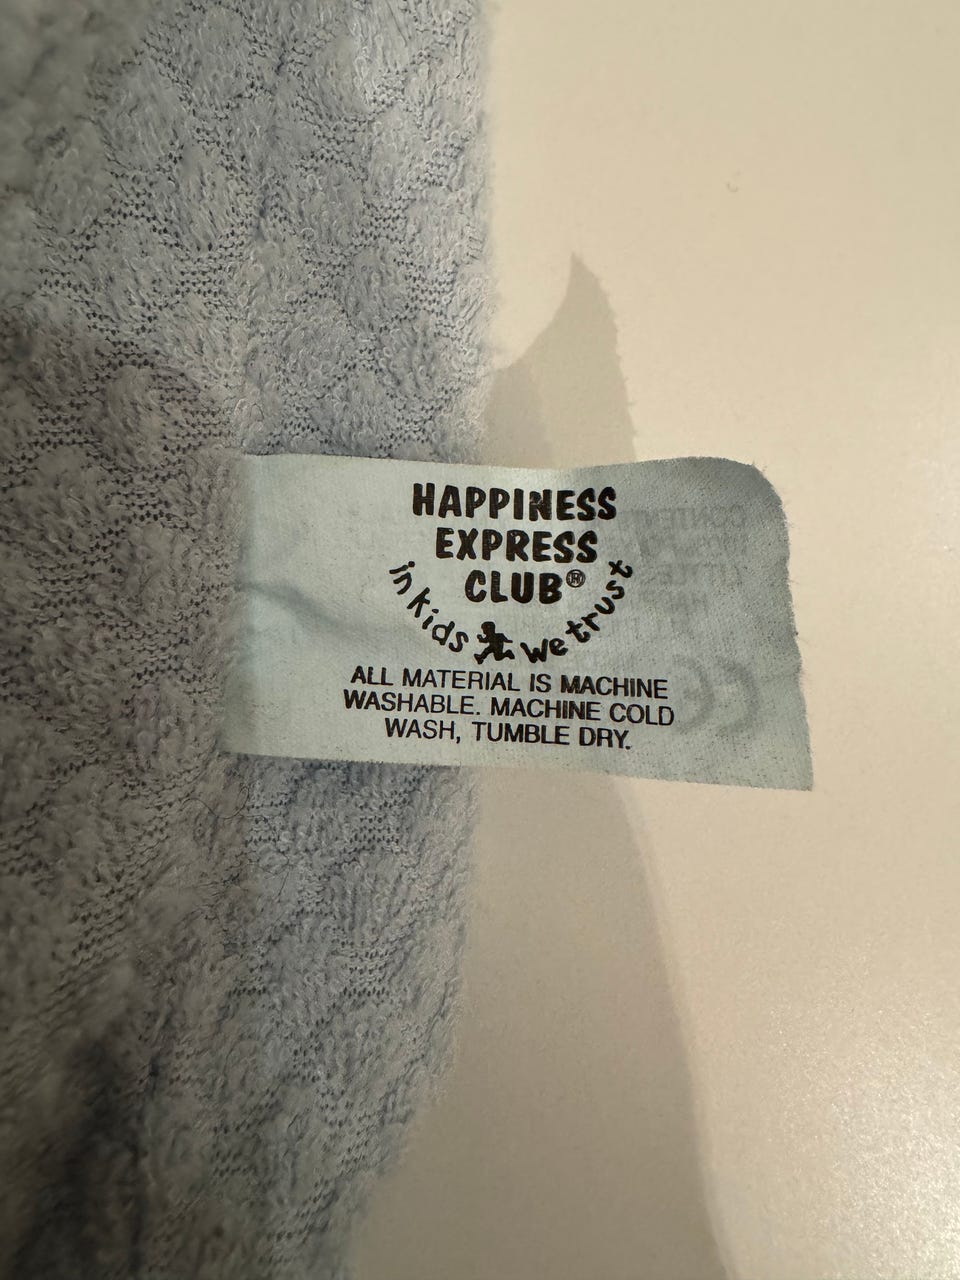 HAPPINESS
EXPRESS
CLUB®
in kids we trust
ALL MATERIAL IS MACHINE
WASHABLE. MACHINE COLD
WASH, TUMBLE DRY.